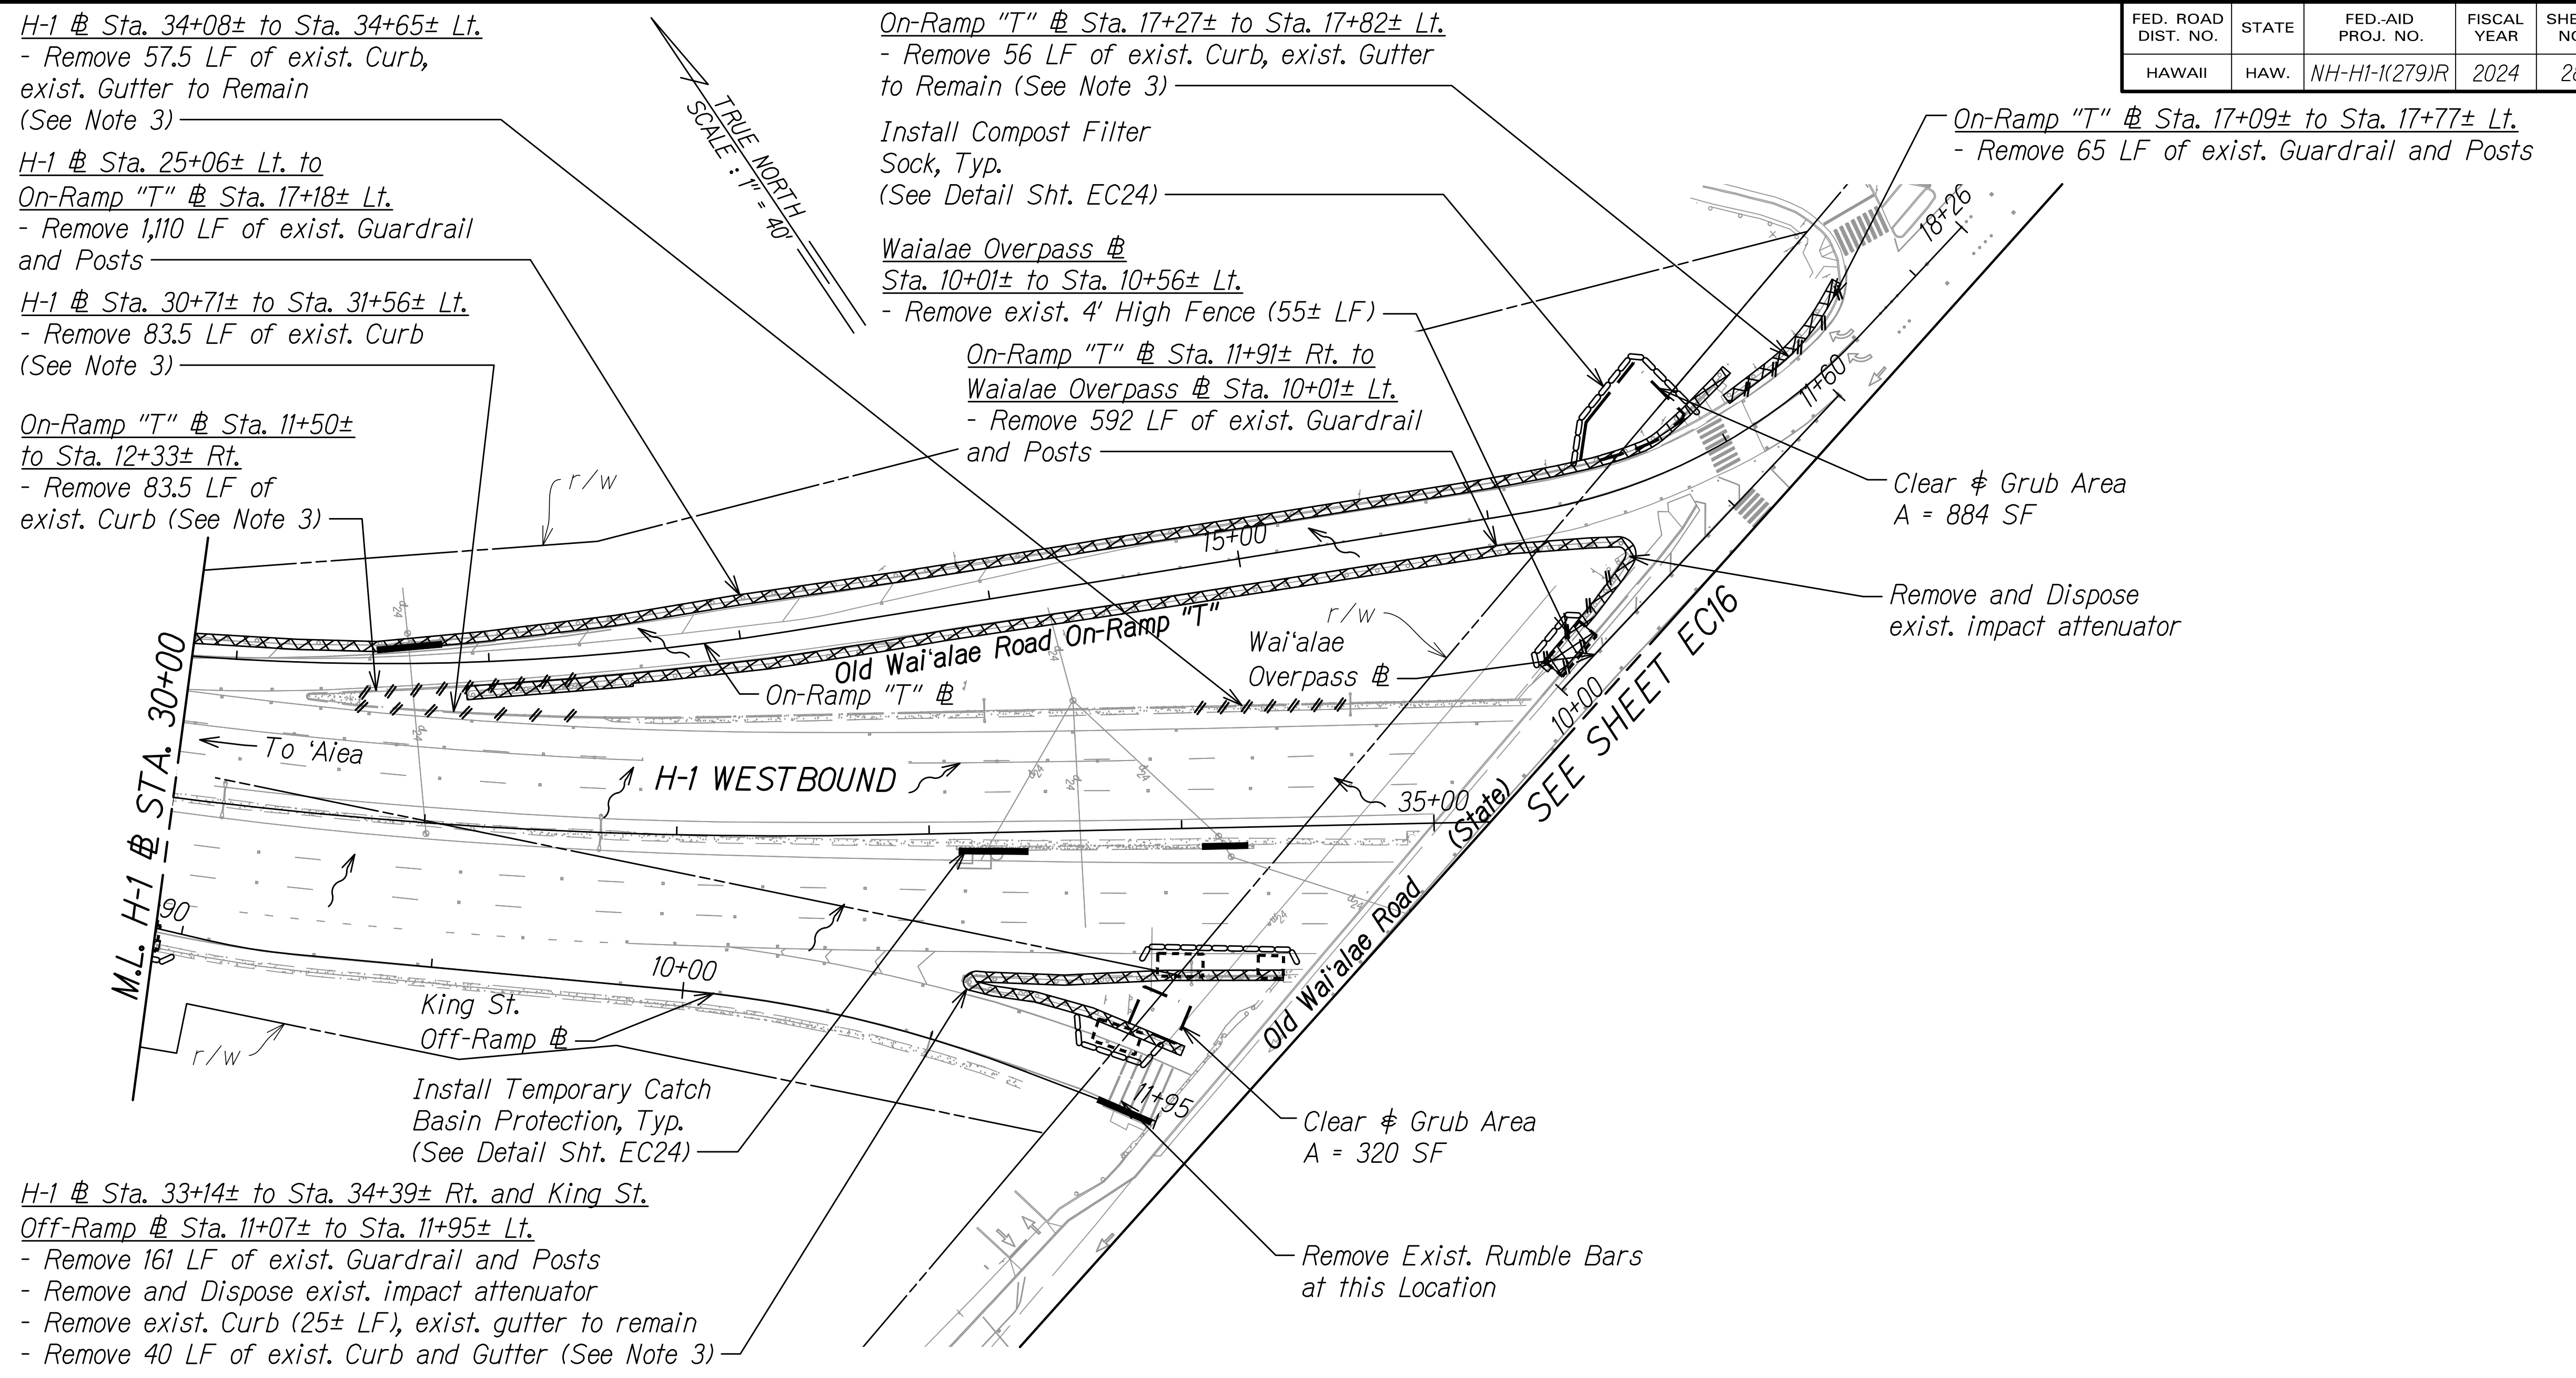 H-1 ⅊ Sta. 34+08± to Sta. 34+65± Lt.
- Remove 57.5 LF of exist. Curb,
exist. Gutter to Remain
(See Note 3)
H-1 ⅊ Sta. 25+06± Lt. to
On-Ramp "T" ⅊ Sta. 17+18± Lt.
- Remove 1,110 LF of exist. Guardrail
and Posts
H-1 ⅊ Sta. 30+71± to Sta. 31+56± Lt.
- Remove 83.5 LF of exist. Curb
(See Note 3)
On-Ramp "T" ⅊ Sta. 11+50±
to Sta. 12+33± Rt.
- Remove 83.5 LF of
exist. Curb (See Note 3)
TRUE NORTH
SCALE : 1" = 40'
On-Ramp "T" ⅊ Sta. 17+27± to Sta. 17+82± Lt.
- Remove 56 LF of exist. Curb, exist. Gutter
to Remain (See Note 3)
Install Compost Filter
Sock, Typ.
(See Detail Sht. EC24)
Waialae Overpass ⅊
Sta. 10+01± to Sta. 10+56± Lt.
- Remove exist. 4' High Fence (55± LF)
On-Ramp "T" ⅊ Sta. 11+91± Rt. to
Waialae Overpass ⅊ Sta. 10+01± Lt.
- Remove 592 LF of exist. Guardrail
and Posts
FED. ROAD DIST. NO.
STATE
FED.-AID PROJ. NO.
FISCAL YEAR
HAWAII
HAW.
NH-H1-1(279)R
2024
On-Ramp "T" ⅊ Sta. 17+09± to Sta. 17+77± Lt.
- Remove 65 LF of exist. Guardrail and Posts
18+26
11+60
Clear & Grub Area
A = 884 SF
Remove and Dispose
exist. impact attenuator
r/w
15+00
Old Wai‘alae Road On-Ramp "T"
On-Ramp "T" ⅊
r/w
Wai‘alae
Overpass ⅊
10+00
SEE SHEET EC16
M.L. H-1 ⅊ STA. 30+00
To ‘Aiea
H-1 WESTBOUND
35+00
24
24
24
24
24
24
24
24
Old Wai‘alae Road
(State)
90
10+00
King St.
Off-Ramp ⅊
r/w
11+95
Install Temporary Catch
Basin Protection, Typ.
(See Detail Sht. EC24)
Clear & Grub Area
A = 320 SF
Remove Exist. Rumble Bars
at this Location
H-1 ⅊ Sta. 33+14± to Sta. 34+39± Rt. and King St.
Off-Ramp ⅊ Sta. 11+07± to Sta. 11+95± Lt.
- Remove 161 LF of exist. Guardrail and Posts
- Remove and Dispose exist. impact attenuator
- Remove exist. Curb (25± LF), exist. gutter to remain
- Remove 40 LF of exist. Curb and Gutter (See Note 3)